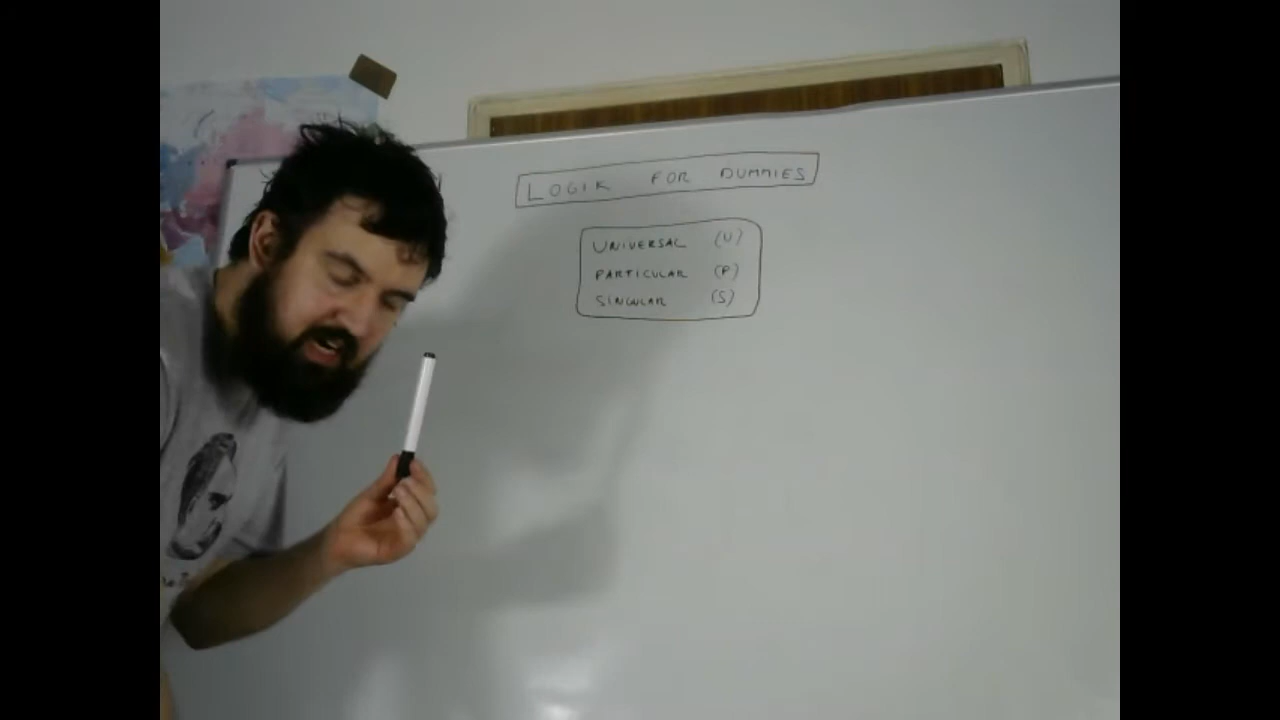 LOGIK FOR DUMMIES
UNIVERSAL (U)
PARTICULAR (P)
SINGULAR (S)